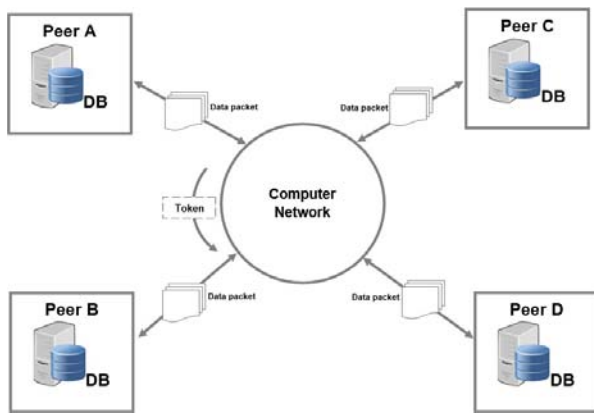 Peer A
DB
Data packet
Peer C
DB
Data packet
Computer
Network
Token
Peer B
DB
Data packet
Peer D
DB
Data packet